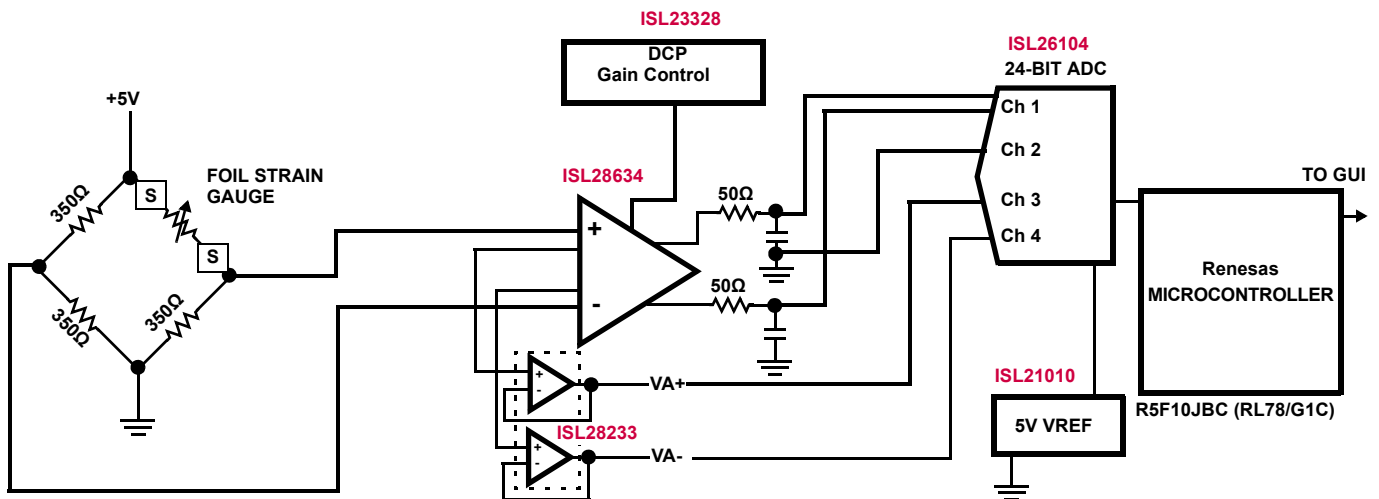 ISL23328
DCP
Gain Control
ISL26104
24-BIT ADC
+5V
Ch 1
Ch 2
Ch 3
Ch 4
S
FOIL STRAIN
GAUGE
350Ω
S
350Ω
350Ω
ISL28634
+
-
50Ω
50Ω
TO GUI
Renesas
MICROCONTROLLER
R5F10JBC (RL78/G1C)
ISL21010
5V VREF
+
-
VA+
ISL28233
+
-
VA-